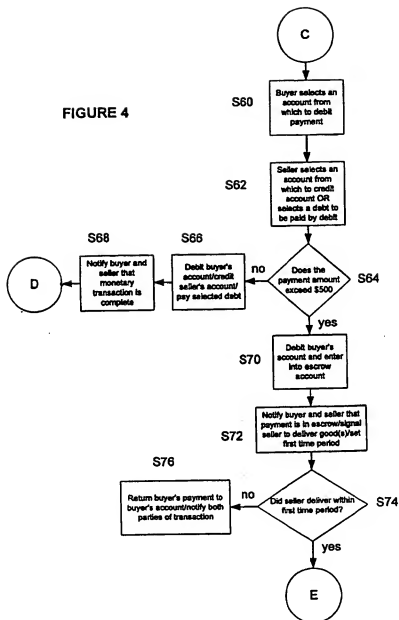 C
FIGURE 4
S60
Buyer selects an
account from
which to debit
payment
S62
Seller selects an
account from
which to credit
account OR
selects a debt to
be paid by debit
S68
Notify buyer and
seller that
monetary
transaction is
complete
S66
Debit buyer's
account/credit
seller's account/
pay selected debt
D
no
Does the
payment amount
exceed $500
S64
yes
S70
Debit buyer's
account and enter
into escrow
account
S72
Notify buyer and seller that
payment is in escrow/signal
seller to deliver good(s)/set
first time period
S76
Return buyer's payment to
buyer's account/notify both
parties of transaction
no
Did seller deliver within
first time period?
S74
yes
E